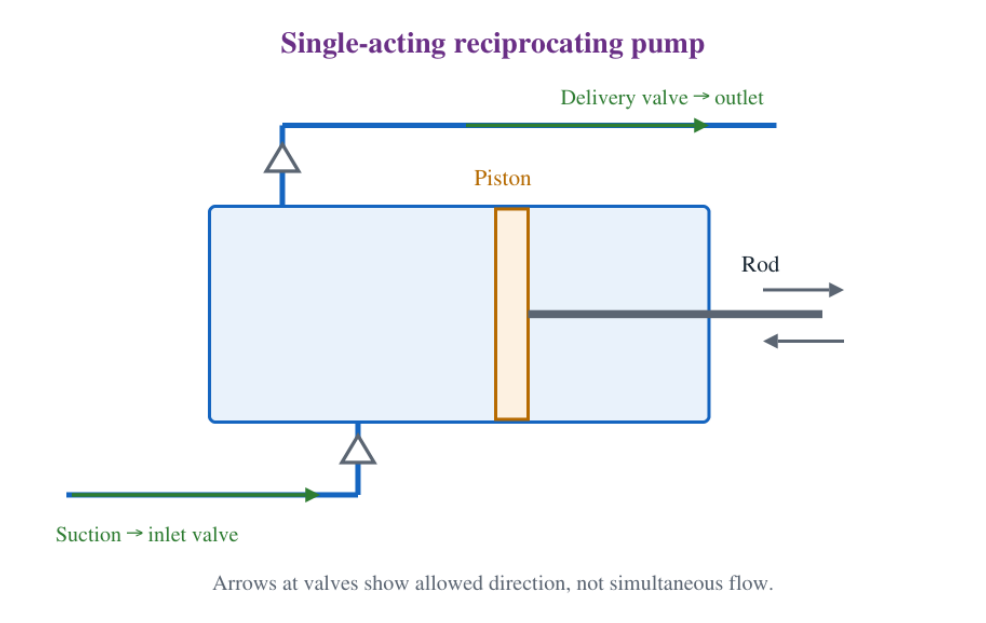 Single-acting reciprocating pump
Delivery valve → outlet
Piston
Rod
Suction → inlet valve
Arrows at valves show allowed direction, not simultaneous flow.